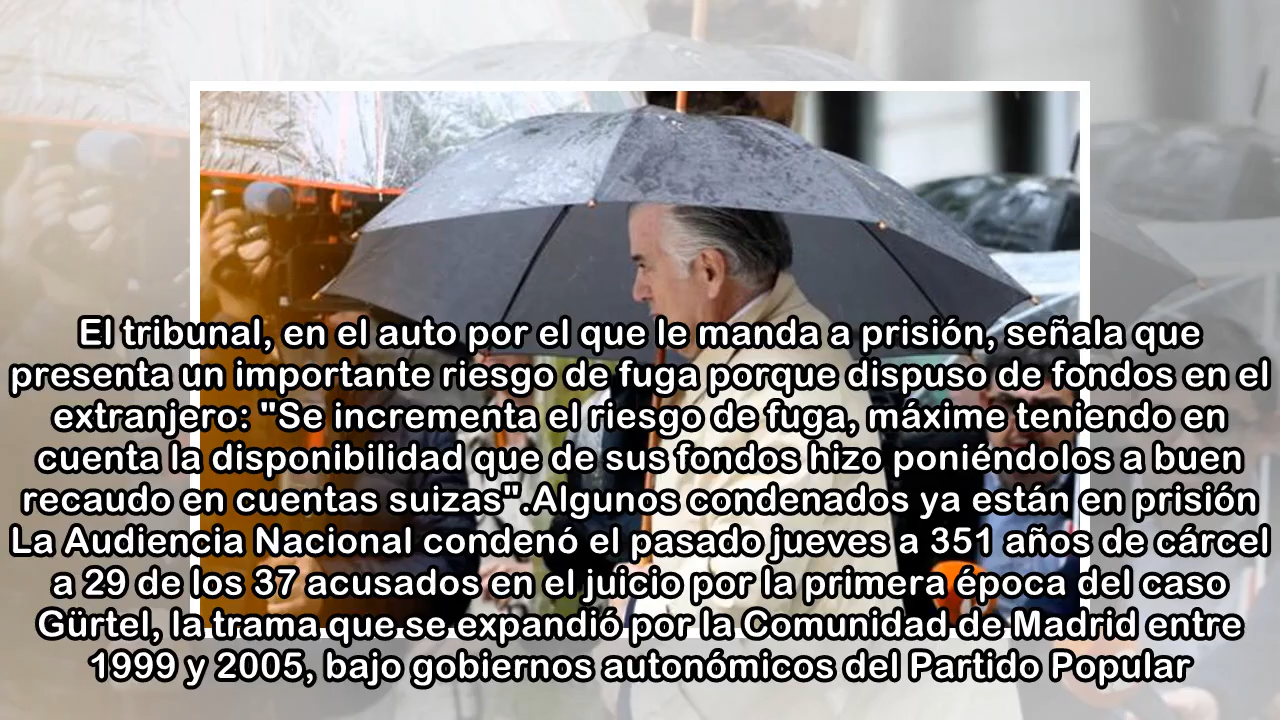 El tribunal, en el auto por el que le manda a prisión, señala que
presenta un importante riesgo de fuga porque dispuso de fondos en el
extranjero: "Se incrementa el riesgo de fuga, máxime teniendo en
cuenta la disponibilidad que de sus fondos hizo poniéndolos a buen
recaudo en cuentas suizas".Algunos condenados ya están en prisión
La Audiencia Nacional condenó el pasado jueves a 351 años de cárcel
a 29 de los 37 acusados en el juicio por la primera época del caso
Gürtel, la trama que se expandió por la Comunidad de Madrid entre
1999 y 2005, bajo gobiernos autonómicos del Partido Popular